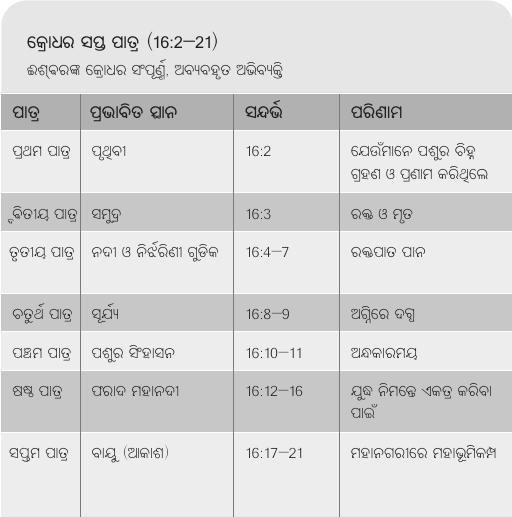 କ୍ରୋଧର ସପ୍ତ ପାତ୍ର (16:2–21)
ଈଶ୍ଵରଙ୍କ କ୍ରୋଧର ସଂପୂର୍ଣ୍ଣ, ଅବ୍ୟବହୃତ ଅଭିବ୍ୟକ୍ତି
ପାତ୍ର ପ୍ରଭାବିତ ସ୍ଥାନ ସନ୍ଦର୍ଭ ପରିଣାମ
ପ୍ରଥମ ପାତ୍ର ପୃଥିବୀ 16:2 ଯେଉଁମାନେ ପଶୁର ଚିହ୍ନ
ଗ୍ରହଣ ଓ ପ୍ରଣାମ କରିଥିଲେ
ଦ୍ଵିତୀୟ ପାତ୍ର ସମୁଦ୍ର 16:3 ରକ୍ତ ଓ ମୃତ
ତୃତୀୟ ପାତ୍ର ନଦୀ ଓ ନିର୍ଝରିଣୀ ଗୁଡିକ 16:4–7 ରକ୍ତପାତ ପାନ
ଚତୁର୍ଥ ପାତ୍ର ସୂର୍ଯ୍ୟ 16:8–9 ଅଗ୍ନିରେ ଦଗ୍ଧ
ପଞ୍ଚମ ପାତ୍ର ପଶୁର ସିଂହାସନ 16:10–11 ଅନ୍ଧକାରମୟ
ଷଷ୍ଠ ପାତ୍ର ଫରାଦ ମହାନଦୀ 16:12–16 ଯୁଦ୍ଧ ନିମନ୍ତେ ଏକତ୍ର କରିବା
ପାଇଁ
ସପ୍ତମ ପାତ୍ର ବାୟୁ (ଆକାଶ) 16:17–21 ମହାନଗରୀରେ ମହାଭୂମିକମ୍ପ